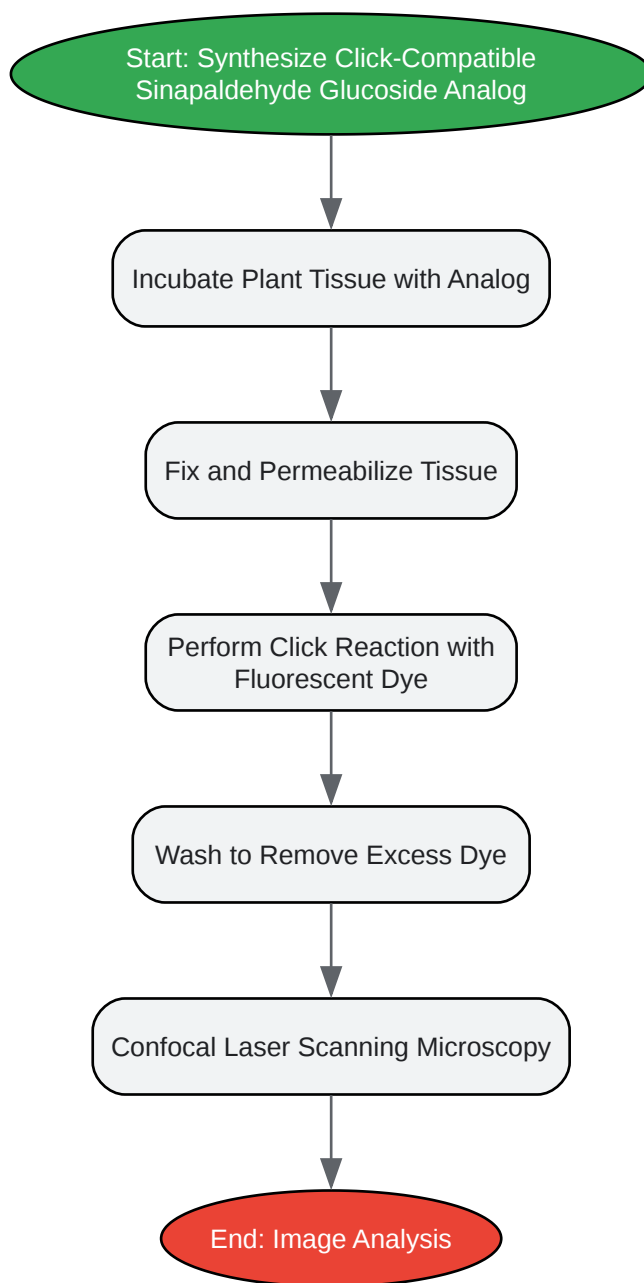 Start: Synthesize Click-Compatible
Sinapaldehyde Glucoside Analog
Incubate Plant Tissue with Analog
Fix and Permeabilize Tissue
Perform Click Reaction with
Fluorescent Dye
Wash to Remove Excess Dye
Confocal Laser Scanning Microscopy
End: Image Analysis